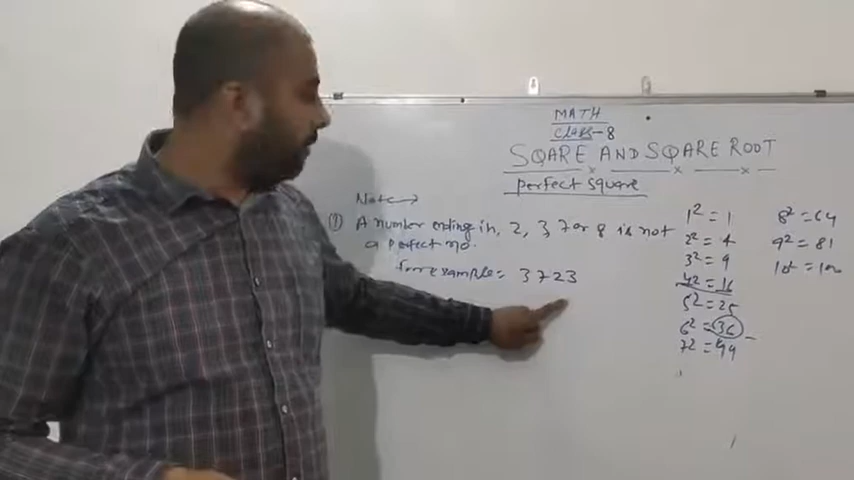 MATH
Class-8
SQARE AND SQARE ROOT
perfect square
Note →
① A number ending in, 2, 3, 7 or 8 is not
a perfect no.
for example = 3723
1² = 1
2² = 4
3² = 9
4² = 16
5² = 25
6² = 36
7² = 49
8² = 64
9² = 81
10² = 100